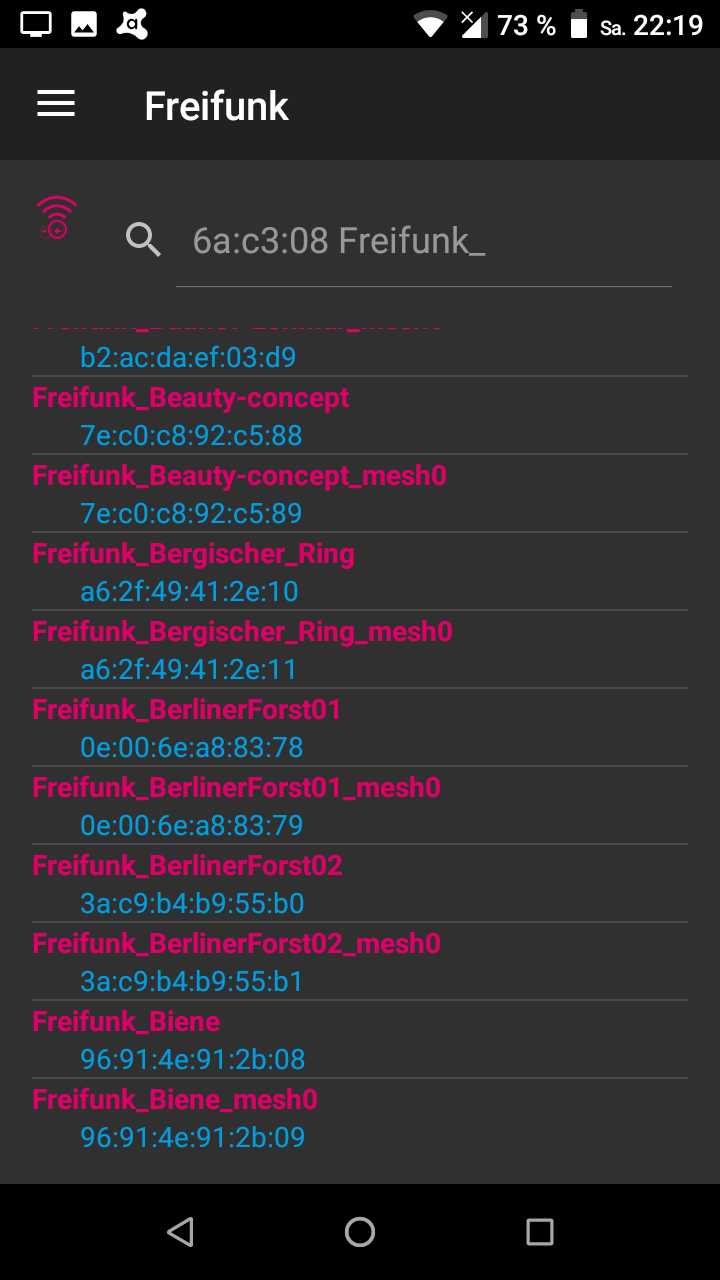 73 % Sa. 22:19
Freifunk
6a:c3:08 Freifunk_
b2:ac:da:ef:03:d9
Freifunk_Beauty-concept
7e:c0:c8:92:c5:88
Freifunk_Beauty-concept_mesh0
7e:c0:c8:92:c5:89
Freifunk_Bergischer_Ring
a6:2f:49:41:2e:10
Freifunk_Bergischer_Ring_mesh0
a6:2f:49:41:2e:11
Freifunk_BerlinerForst01
0e:00:6e:a8:83:78
Freifunk_BerlinerForst01_mesh0
0e:00:6e:a8:83:79
Freifunk_BerlinerForst02
3a:c9:b4:b9:55:b0
Freifunk_BerlinerForst02_mesh0
3a:c9:b4:b9:55:b1
Freifunk_Biene
96:91:4e:91:2b:08
Freifunk_Biene_mesh0
96:91:4e:91:2b:09